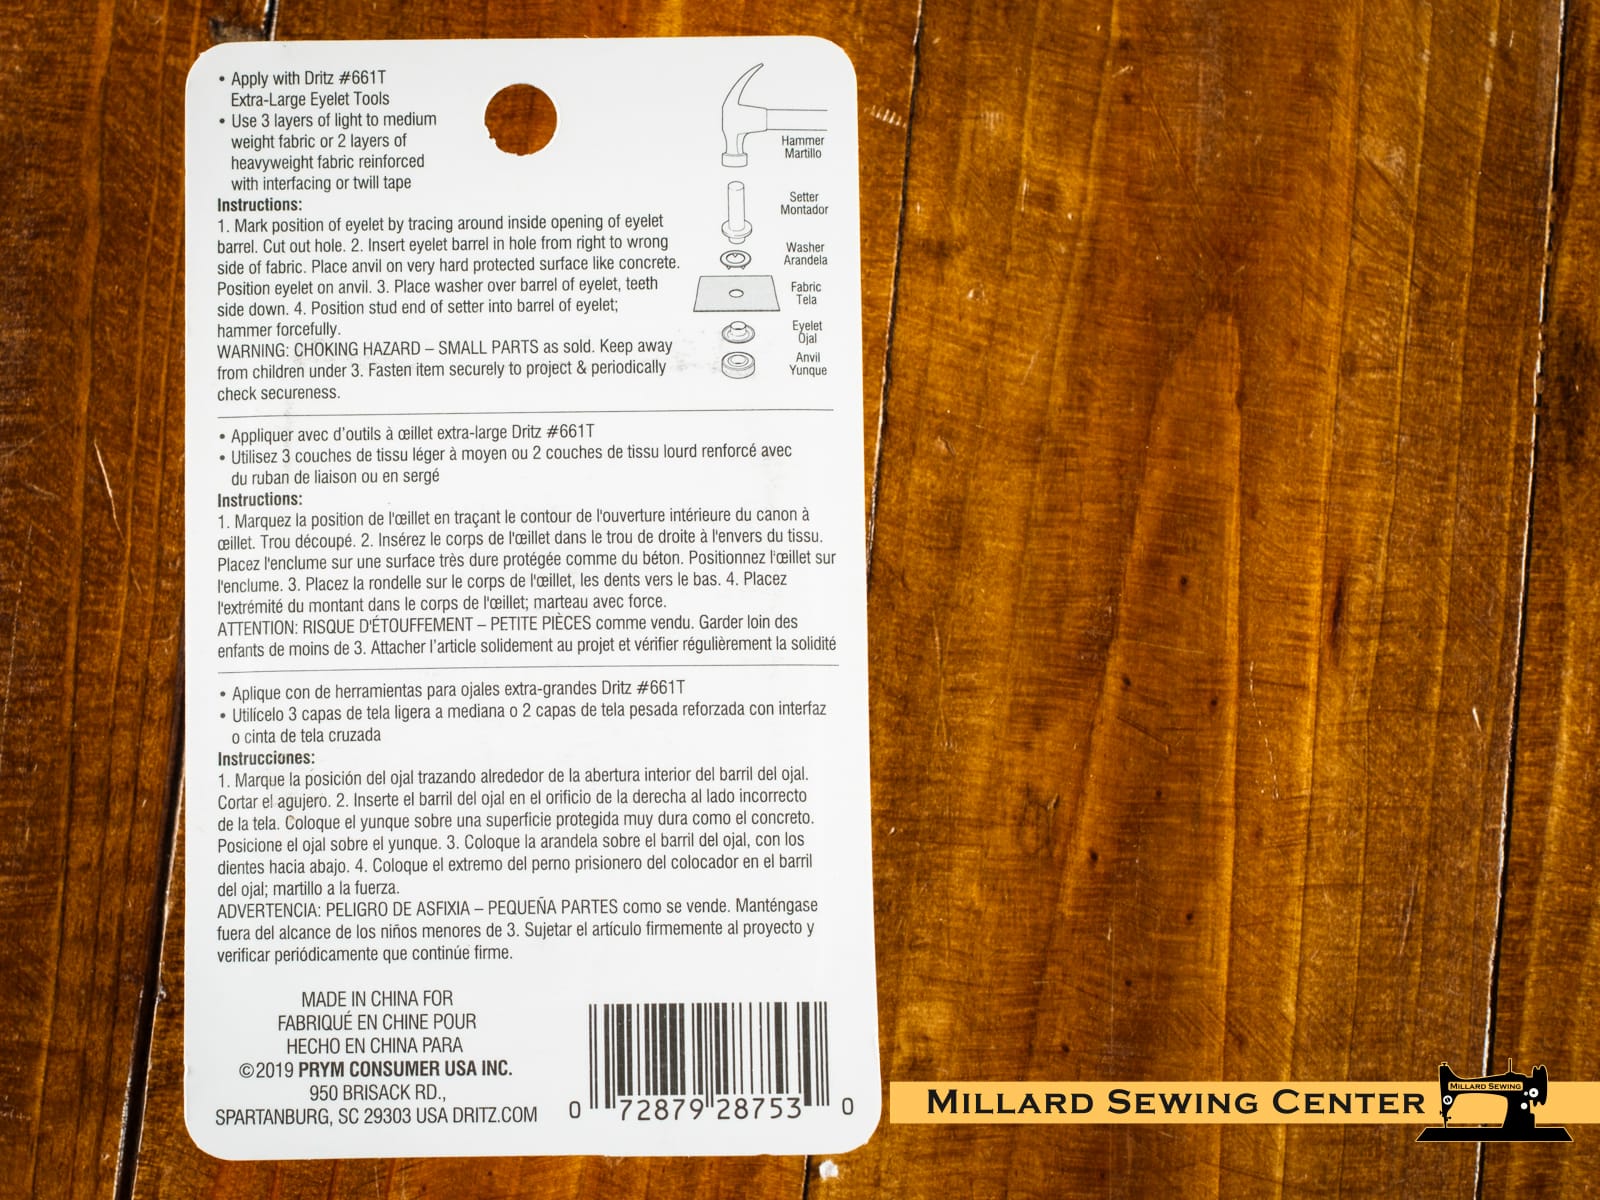 • Apply with Dritz #661T
Extra-Large Eyelet Tools
• Use 3 layers of light to medium
weight fabric or 2 layers of
heavyweight fabric reinforced
with interfacing or twill tape
Instructions:
1. Mark position of eyelet by tracing around inside opening of eyelet
barrel. Cut out hole. 2. Insert eyelet barrel in hole from right to wrong
side of fabric. Place anvil on very hard protected surface like concrete.
Position eyelet on anvil. 3. Place washer over barrel of eyelet, teeth
side down. 4. Position stud end of setter into barrel of eyelet;
hammer forcefully.
WARNING: CHOKING HAZARD – SMALL PARTS as sold. Keep away
from children under 3. Fasten item securely to project & periodically
check secureness.
Hammer
Martillo
Setter
Montador
Washer
Arandela
Fabric
Tela
Eyelet
Ojal
Anvil
Yunque
• Appliquer avec d'outils à œillet extra-large Dritz #661T
• Utilisez 3 couches de tissu léger à moyen ou 2 couches de tissu lourd renforcé avec
du ruban de liaison ou en sergé
Instructions:
1. Marquez la position de l'œillet en traçant le contour de l'ouverture intérieure du canon à
œillet. Trou découpé. 2. Insérez le corps de l'œillet dans le trou de droite à l'envers du tissu.
Placez l'enclume sur une surface très dure protégée comme du béton. Positionnez l'œillet sur
l'enclume. 3. Placez la rondelle sur le corps de l'œillet, les dents vers le bas. 4. Placez
l'extrémité du montant dans le corps de l'œillet; marteau avec force.
ATTENTION: RISQUE D'ÉTOUFFEMENT – PETITE PIÈCES comme vendu. Garder loin des
enfants de moins de 3. Attacher l'article solidement au projet et vérifier régulièrement la solidité
• Aplique con de herramientas para ojales extra-grandes Dritz #661T
• Utilícelo 3 capas de tela ligera a mediana o 2 capas de tela pesada reforzada con interfaz
o cinta de tela cruzada
Instrucciones:
1. Marque la posición del ojal trazando alrededor de la abertura interior del barril del ojal.
Cortar el agujero. 2. Inserte el barril del ojal en el orificio de la derecha al lado incorrecto
de la tela. Coloque el yunque sobre una superficie protegida muy dura como el concreto.
Posicione el ojal sobre el yunque. 3. Coloque la arandela sobre el barril del ojal, con los
dientes hacia abajo. 4. Coloque el extremo del perno prisionero del colocador en el barril
del ojal; martillo a la fuerza.
ADVERTENCIA: PELIGRO DE ASFIXIA – PEQUEÑA PARTES como se vende. Manténgase
fuera del alcance de los niños menores de 3. Sujetar el artículo firmemente al proyecto y
verificar periódicamente que continúe firme.
MADE IN CHINA FOR
FABRIQUÉ EN CHINE POUR
HECHO EN CHINA PARA
©2019 PRYM CONSUMER USA INC.
950 BRISACK RD.,
SPARTANBURG, SC 29303 USA DRITZ.COM
0 72879 28753 0
MILLARD SEWING CENTER
MILLARD SEWING